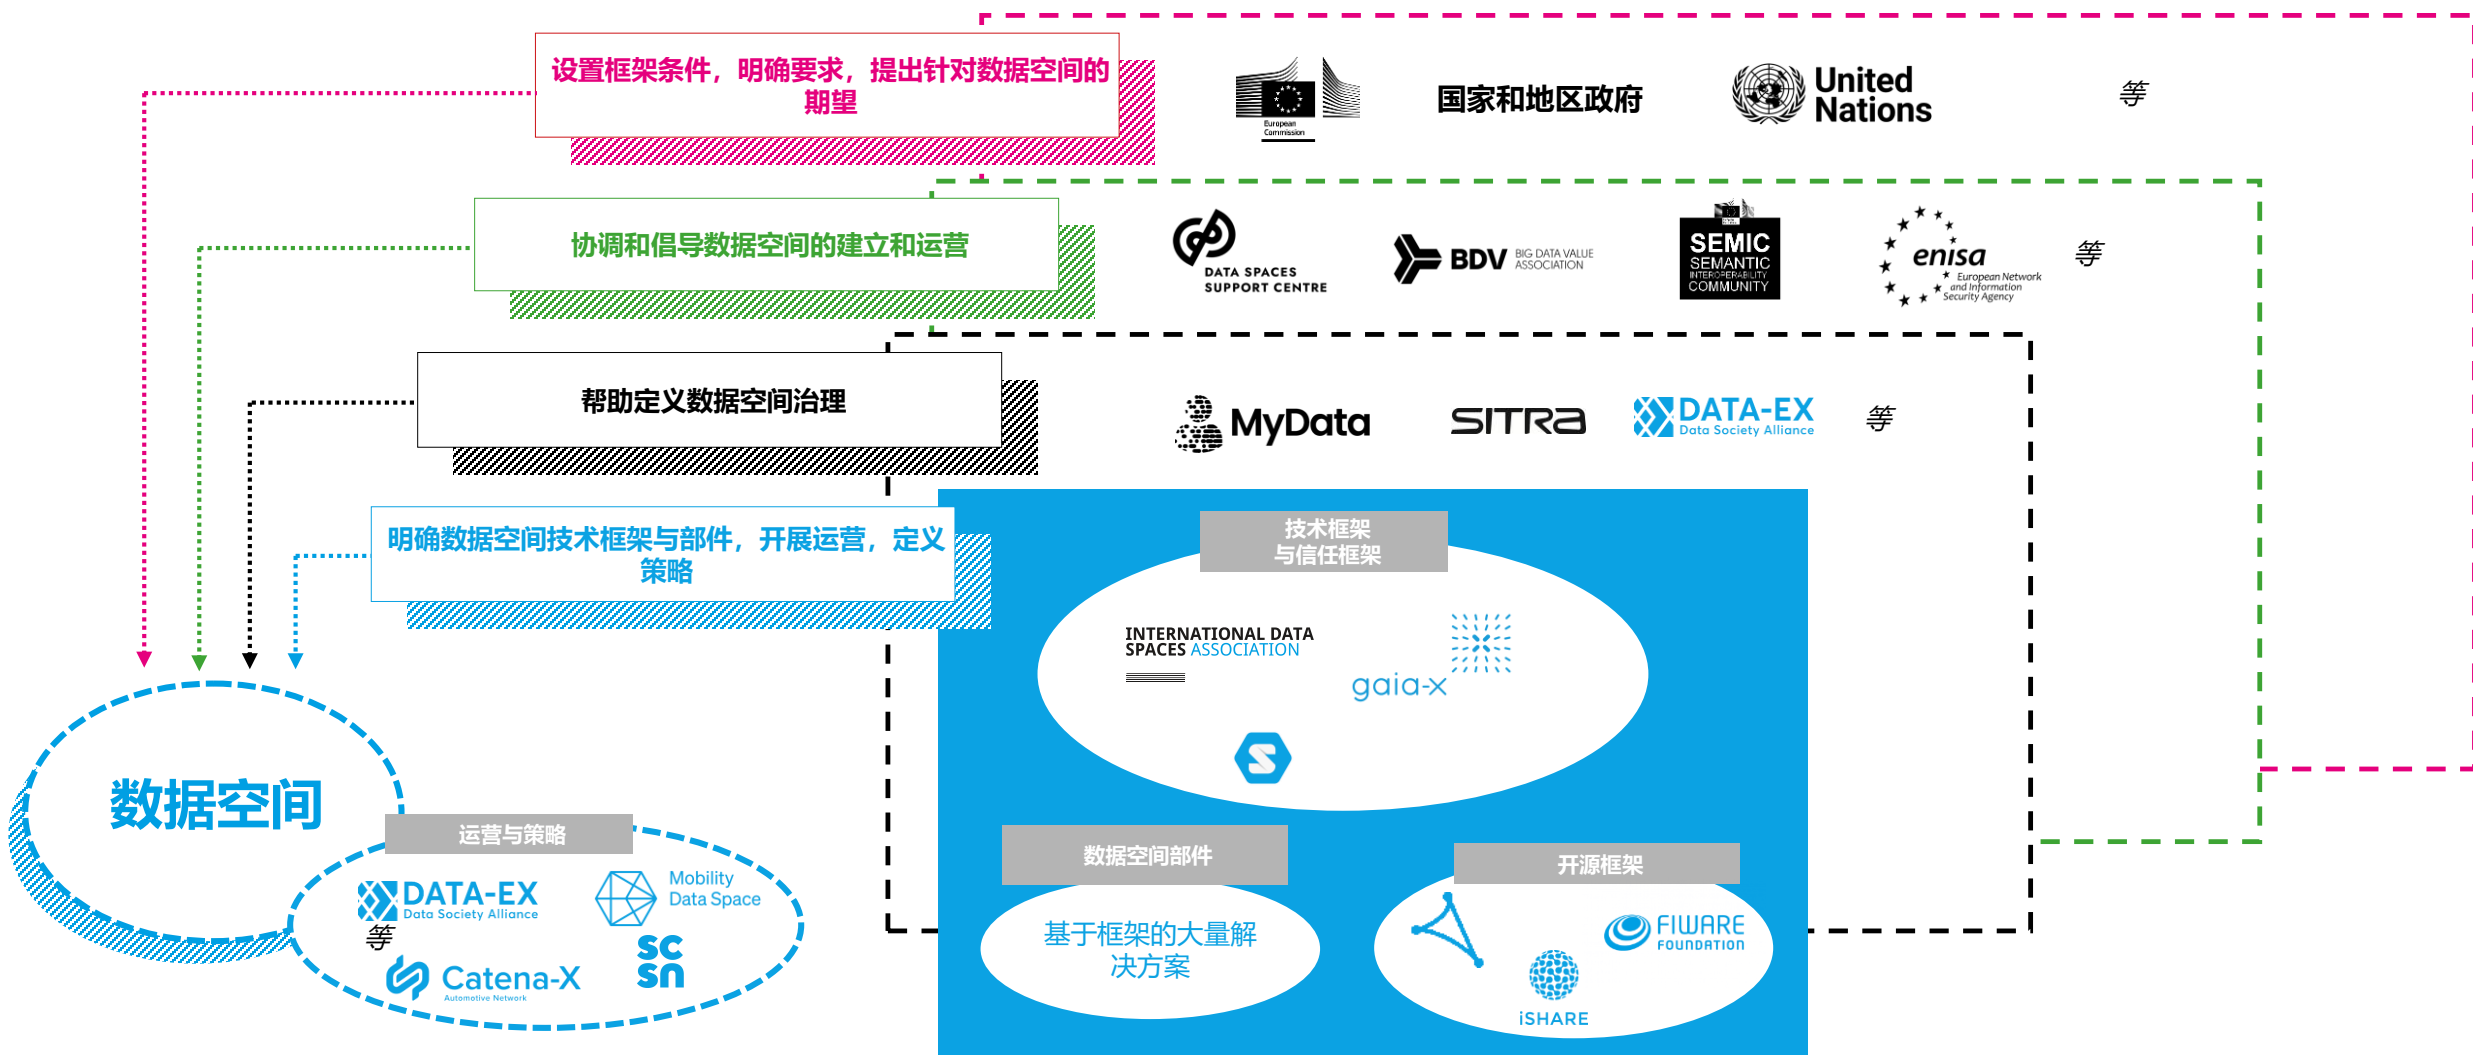 设置框架条件，明确要求，提出针对数据空间的
期望
European
Commission
国家和地区政府
United
Nations
等
协调和倡导数据空间的建立和运营
DATA SPACES
SUPPORT CENTRE
BDV
BIG DATA VALUE
ASSOCIATION
SEMIC
SEMANTIC
INTEROPERABILITY
COMMUNITY
enisa
European Network
and Information
Security Agency
等
帮助定义数据空间治理
MyData
SITRA
DATA-EX
Data Society Alliance
等
明确数据空间技术框架与部件，开展运营，定义
策略
技术框架
与信任框架
INTERNATIONAL DATA
SPACES ASSOCIATION
gaia-x
数据空间
运营与策略
DATA-EX
Data Society Alliance
等
Mobility
Data Space
Catena-X
Automotive Network
sc
sn
数据空间部件
基于框架的大量解
决方案
开源框架
FIWARE
FOUNDATION
iSHARE